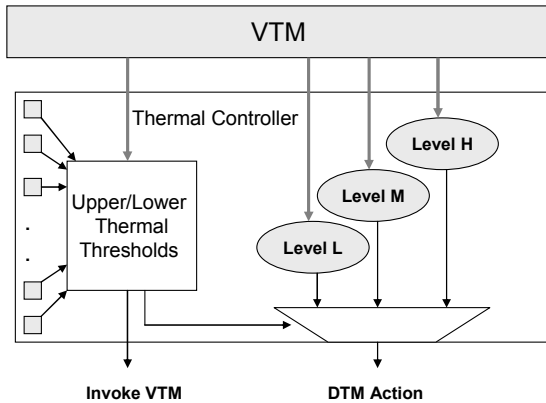 VTM
Thermal Controller
Level H
Level M
Upper/Lower
Thermal
Thresholds
Level L
Invoke VTM
DTM Action